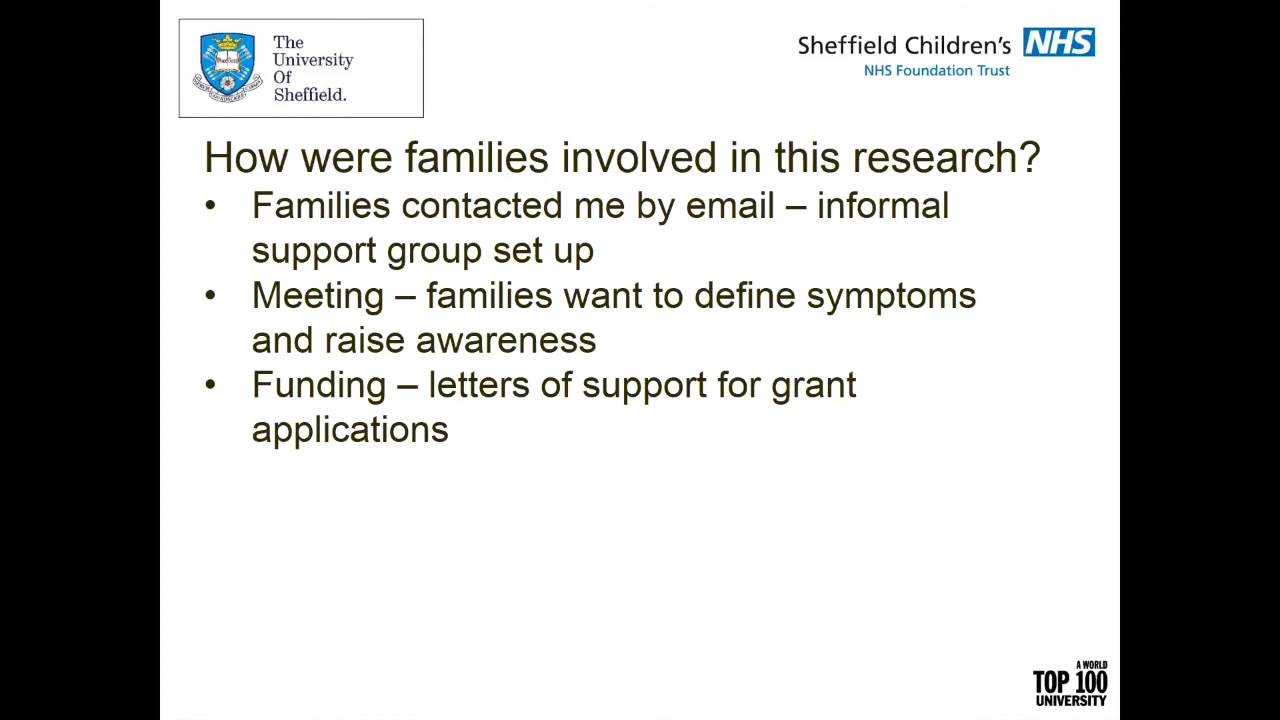 The
University
Of
Sheffield.
Sheffield Children's NHS
NHS Foundation Trust
How were families involved in this research?
• Families contacted me by email – informal
support group set up
• Meeting – families want to define symptoms
and raise awareness
• Funding – letters of support for grant
applications
A WORLD
TOP 100
UNIVERSITY